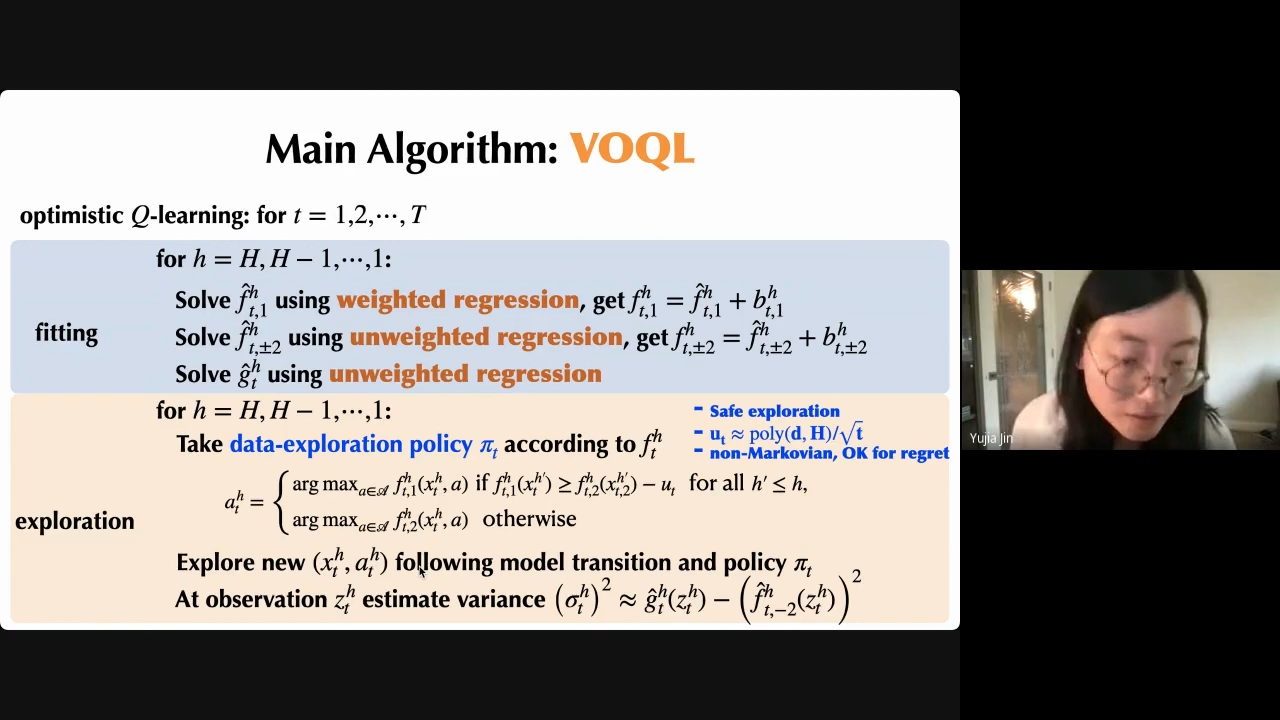 Main Algorithm: VOQL
optimistic Q-learning: for t = 1,2,⋯, T
for h = H, H − 1,⋯,1:
Solve f̂^h_{t,1} using weighted regression, get f^h_{t,1} = f̂^h_{t,1} + b^h_{t,1}
fitting
Solve f̂^h_{t,±2} using unweighted regression, get f^h_{t,±2} = f̂^h_{t,±2} + b^h_{t,±2}
Solve ĝ^h_t using unweighted regression
for h = H, H − 1,⋯,1:
- Safe exploration
Take data-exploration policy π_t according to f^h_t
- u_t ≈ poly(d, H)/√t
- non-Markovian, OK for regret
a^h_t = { arg max_{a∈𝒜} f^h_{t,1}(x^h_t, a) if f^{h'}_{t,1}(x^{h'}_t) ≥ f^h_{t,2}(x^{h'}_{t,2}) − u_t for all h' ≤ h,
arg max_{a∈𝒜} f^h_{t,2}(x^h_t, a) otherwise
exploration
Explore new (x^h_t, a^h_t) following model transition and policy π_t
At observation z^h_t estimate variance (σ^h_t)^2 ≈ ĝ^h_t(z^h_t) − (f̂^h_{t,−2}(z^h_t))^2
Yujia Jin